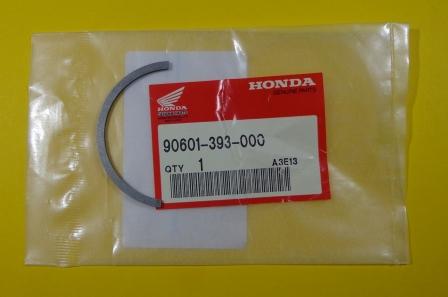 HONDA
GENUINE PARTS
90601-393-000
QTY 1 A3E13